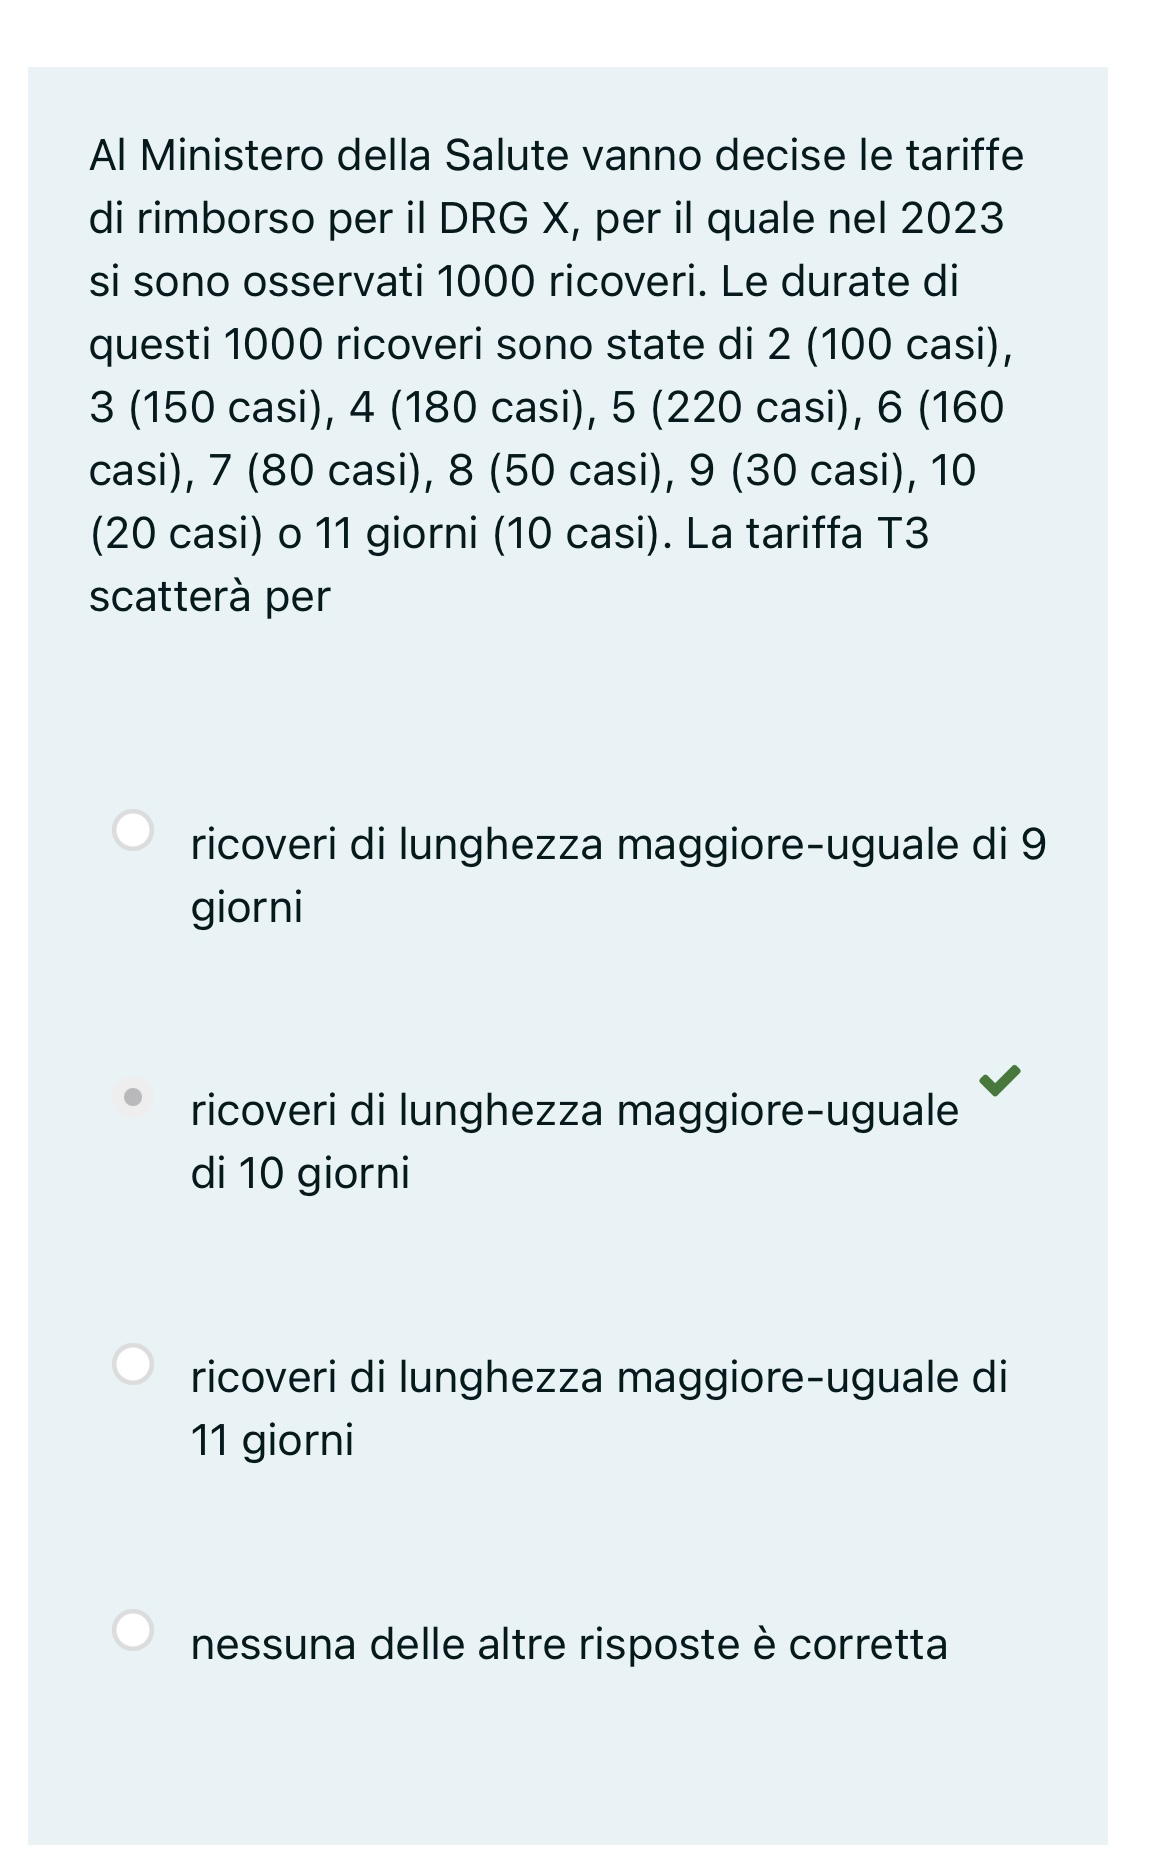 Al Ministero della Salute vanno decise le tariffe
di rimborso per il DRG X, per il quale nel 2023
si sono osservati 1000 ricoveri. Le durate di
questi 1000 ricoveri sono state di 2 (100 casi),
3 (150 casi), 4 (180 casi), 5 (220 casi), 6 (160
casi), 7 (80 casi), 8 (50 casi), 9 (30 casi), 10
(20 casi) o 11 giorni (10 casi). La tariffa T3
scatterà per
ricoveri di lunghezza maggiore-uguale di 9
giorni
ricoveri di lunghezza maggiore-uguale
di 10 giorni
ricoveri di lunghezza maggiore-uguale di
11 giorni
nessuna delle altre risposte è corretta